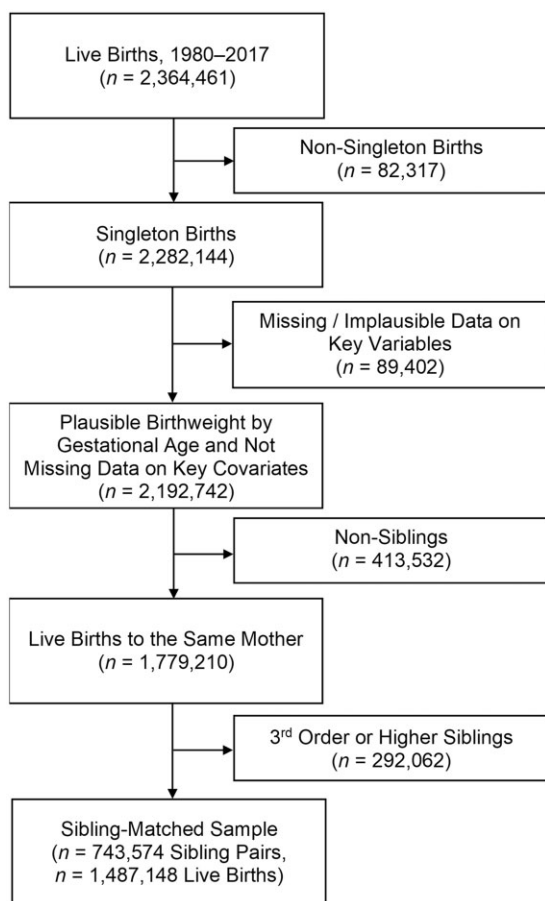 Live Births, 1980–2017
(n = 2,364,461)
Non-Singleton Births
(n = 82,317)
Singleton Births
(n = 2,282,144)
Missing / Implausible Data on
Key Variables
(n = 89,402)
Plausible Birthweight by
Gestational Age and Not
Missing Data on Key Covariates
(n = 2,192,742)
Non-Siblings
(n = 413,532)
Live Births to the Same Mother
(n = 1,779,210)
3rd Order or Higher Siblings
(n = 292,062)
Sibling-Matched Sample
(n = 743,574 Sibling Pairs,
n = 1,487,148 Live Births)